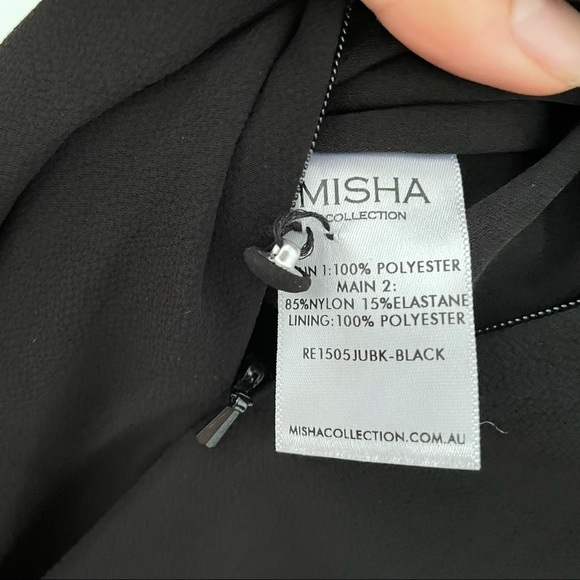 MISHA
COLLECTION
1:100% POLYESTER
MAIN 2:
85%NYLON 15%ELASTANE
LINING:100% POLYESTER
RE1505JUBK-BLACK
MISHACOLLECTION.COM.AU